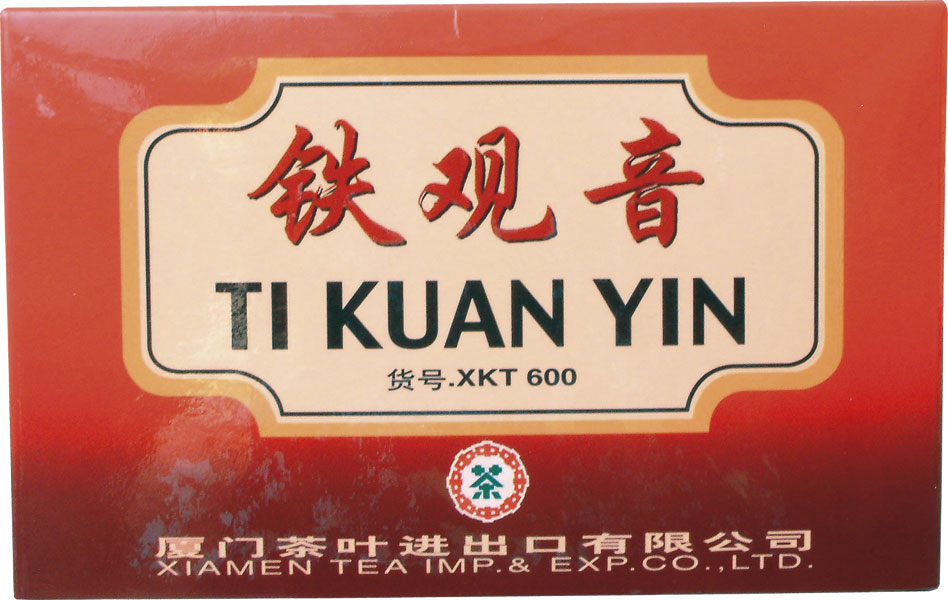 铁观音
TI KUAN YIN
货号.XKT 600
茶
厦门茶叶进出口有限公司
XIAMEN TEA IMP.& EXP.CO.,LTD.